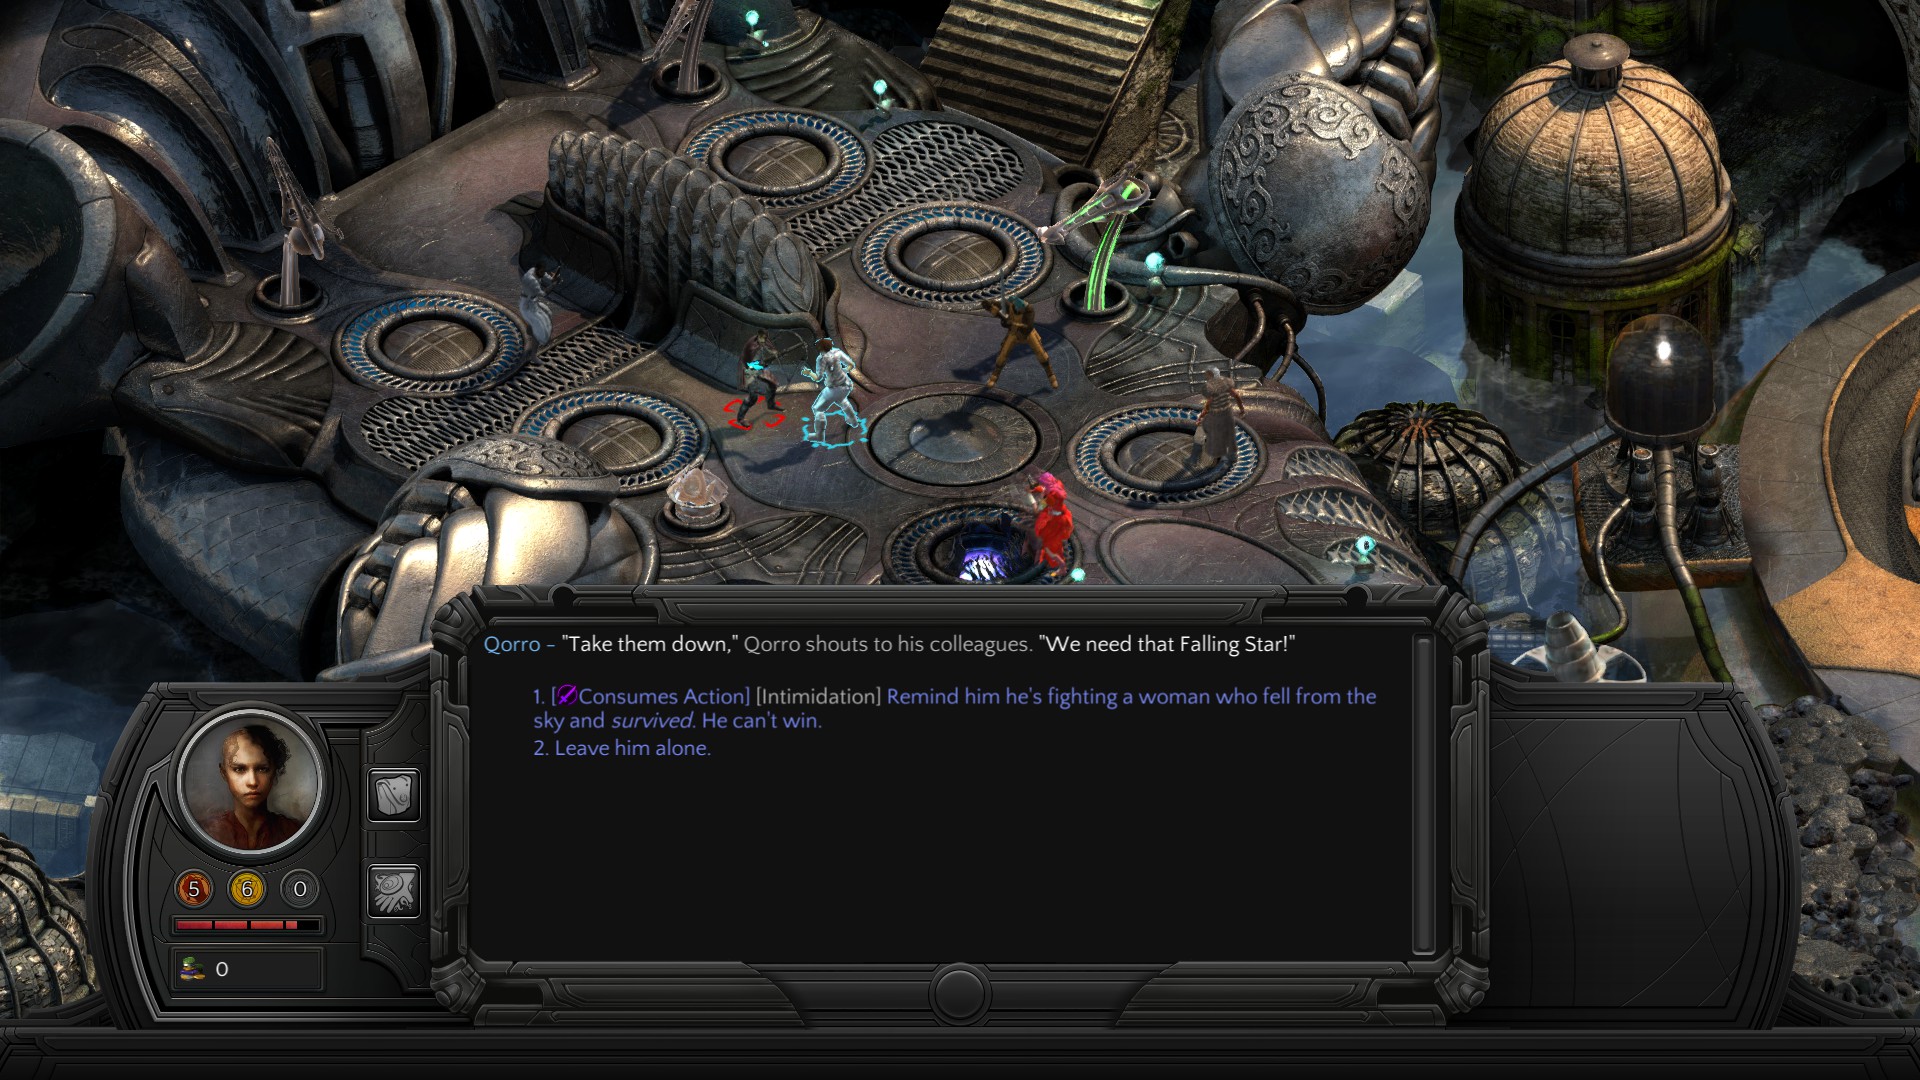 Qorro – "Take them down," Qorro shouts to his colleagues. "We need that Falling Star!"
1. [Consumes Action] [Intimidation] Remind him he's fighting a woman who fell from the
sky and survived. He can't win.
2. Leave him alone.
5 6 0
0